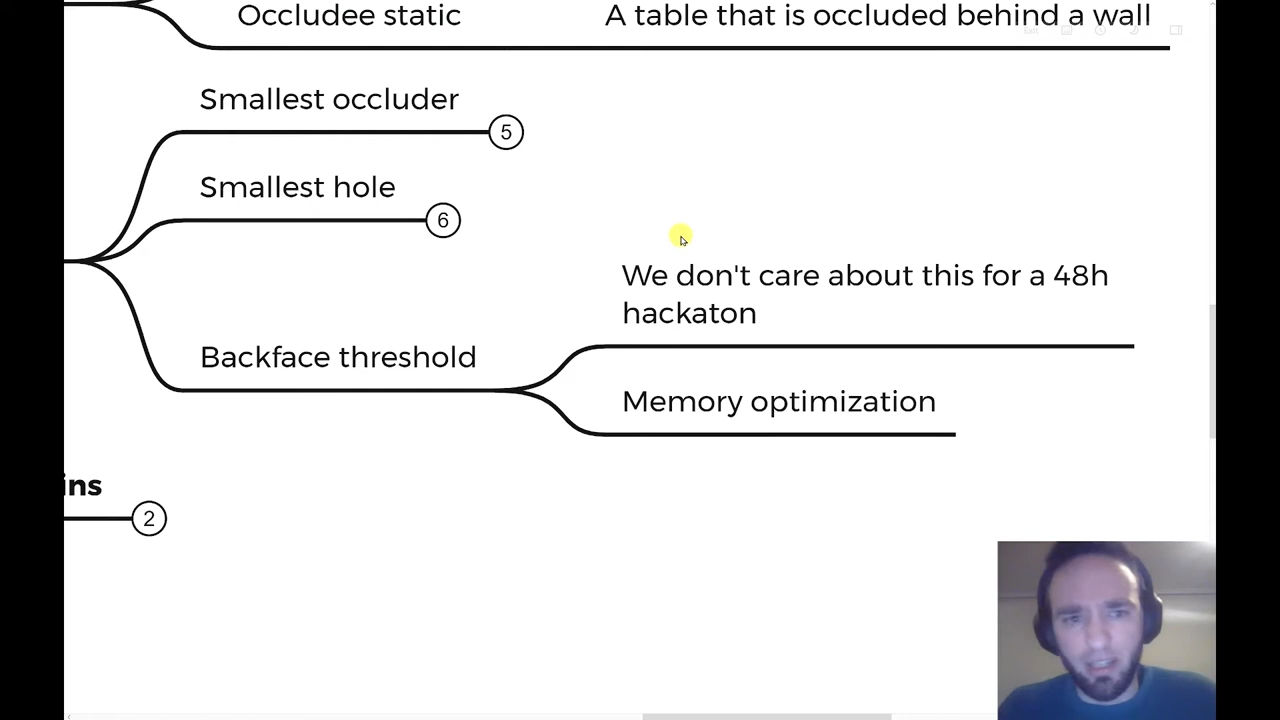 Occludee static
A table that is occluded behind a wall
Smallest occluder
5
Smallest hole
6
We don't care about this for a 48h
hackaton
Backface threshold
Memory optimization
ins
2